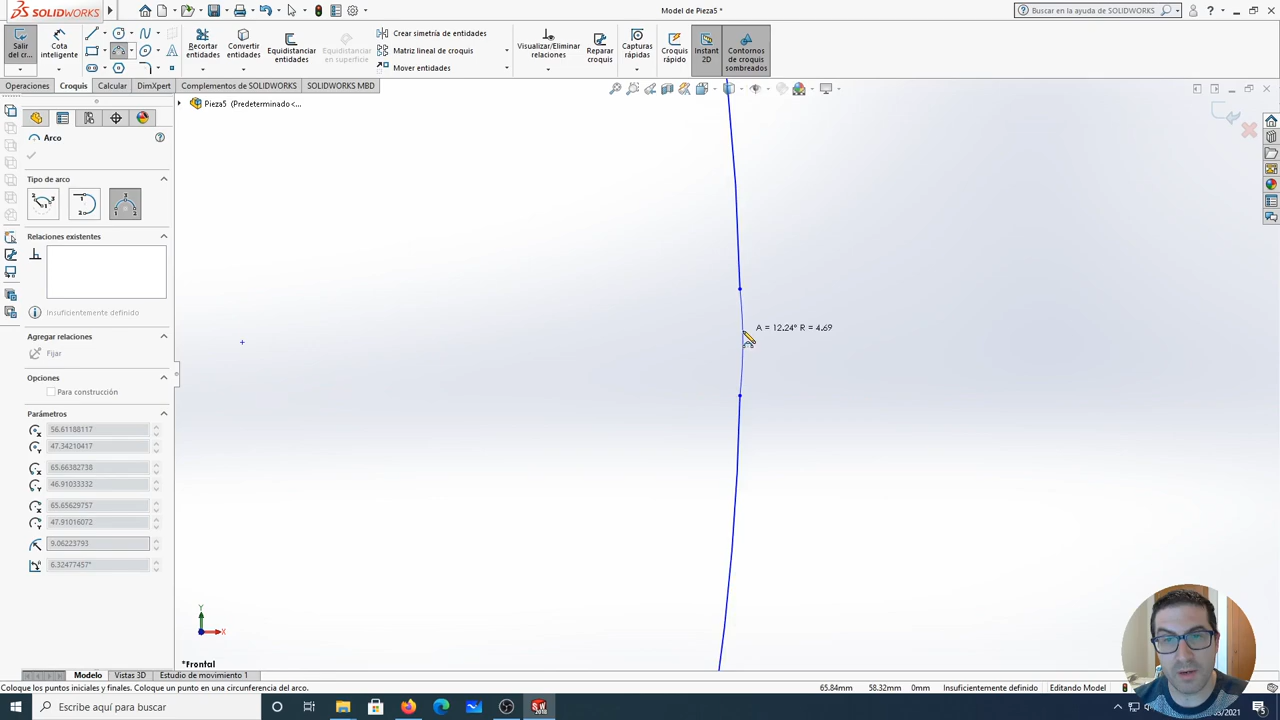 SOLIDWORKS
Model de Pieza5 *
Buscar en la ayuda de SOLIDWORKS
Salir del cr...
Cota inteligente
Recortar entidades
Convertir entidades
Equidistanciar entidades
Equidistanciar en superficie
Crear simetría de entidades
Matriz lineal de croquis
Mover entidades
Visualizar/Eliminar relaciones
Reparar croquis
Capturas rápidas
Croquis rápido
Instant 2D
Contornos de croquis sombreados
Operaciones
Croquis
Calcular
DimXpert
Complementos de SOLIDWORKS
SOLIDWORKS MBD
Pieza5 (Predeterminado<...
Arco
Tipo de arco
Relaciones existentes
Insuficientemente definido
Agregar relaciones
Fijar
Opciones
Para construcción
Parámetros
56.61188117
47.34210417
65.66382738
46.91033332
65.65629757
47.91016072
9.06223793
6.32477457°
A = 12.24° R = 4.69
Y
X
*Frontal
Modelo
Vistas 3D
Estudio de movimiento 1
Coloque los puntos iniciales y finales. Coloque un punto en una circunferencia del arco.
65.84mm
58.32mm
0mm
Insuficientemente definido
Editando Model
Escribe aquí para buscar